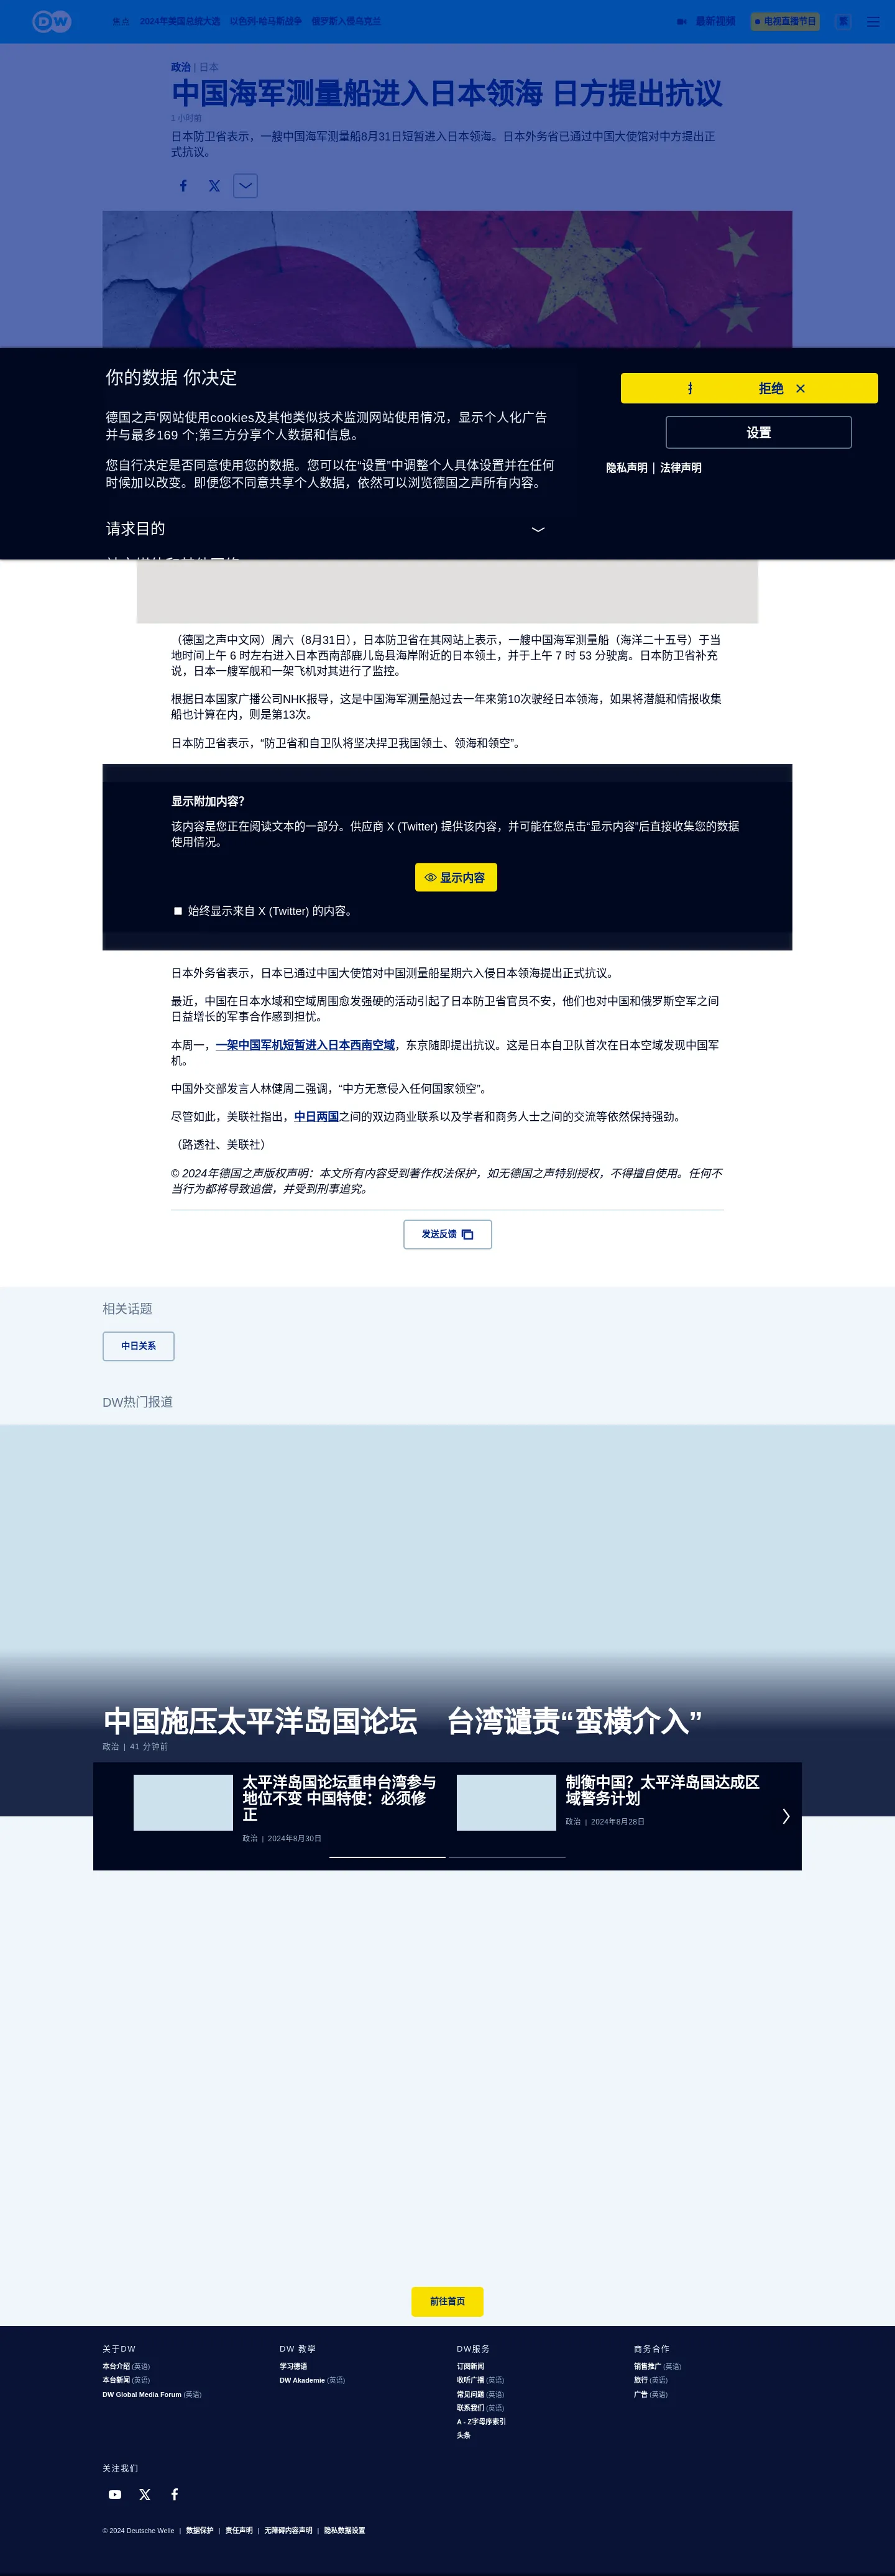 DW
焦点 2024年美国总统大选 以色列-哈马斯战争 俄罗斯入侵乌克兰 最新视频 电视直播节目 繁
政治 | 日本
中国海军测量船进入日本领海 日方提出抗议
1 小时前
日本防卫省表示，一艘中国海军测量船8月31日短暂进入日本领海。日本外务省已通过中国大使馆对中方提出正
式抗议。
你的数据 你决定
德国之声'网站使用cookies及其他类似技术监测网站使用情况，显示个人化广告
并与最多169 个;第三方分享个人数据和信息。
您自行决定是否同意使用您的数据。您可以在“设置”中调整个人具体设置并在任何
时候加以改变。即便您不同意共享个人数据，依然可以浏览德国之声所有内容。
请求目的
拒绝
设置
隐私声明 | 法律声明
（德国之声中文网）周六（8月31日），日本防卫省在其网站上表示，一艘中国海军测量船（海洋二十五号）于当
地时间上午 6 时左右进入日本西南部鹿儿岛县海岸附近的日本领土，并于上午 7 时 53 分驶离。日本防卫省补充
说，日本一艘军舰和一架飞机对其进行了监控。
根据日本国家广播公司NHK报导，这是中国海军测量船过去一年来第10次驶经日本领海，如果将潜艇和情报收集
船也计算在内，则是第13次。
日本防卫省表示，“防卫省和自卫队将坚决捍卫我国领土、领海和领空”。
显示附加内容？
该内容是您正在阅读文本的一部分。供应商 X (Twitter) 提供该内容，并可能在您点击“显示内容”后直接收集您的数据
使用情况。
显示内容
始终显示来自 X (Twitter) 的内容。
日本外务省表示，日本已通过中国大使馆对中国测量船星期六入侵日本领海提出正式抗议。
最近，中国在日本水域和空域周围愈发强硬的活动引起了日本防卫省官员不安，他们也对中国和俄罗斯空军之间
日益增长的军事合作感到担忧。
本周一，一架中国军机短暂进入日本西南空域，东京随即提出抗议。这是日本自卫队首次在日本空域发现中国军
机。
中国外交部发言人林健周二强调，“中方无意侵入任何国家领空”。
尽管如此，美联社指出，中日两国之间的双边商业联系以及学者和商务人士之间的交流等依然保持强劲。
（路透社、美联社）
© 2024年德国之声版权声明：本文所有内容受到著作权法保护，如无德国之声特别授权，不得擅自使用。任何不
当行为都将导致追偿，并受到刑事追究。
发送反馈
相关话题
中日关系
DW热门报道
中国施压太平洋岛国论坛　台湾谴责“蛮横介入”
政治 | 41 分钟前
太平洋岛国论坛重申台湾参与
地位不变 中国特使：必须修
正
政治 | 2024年8月30日
制衡中国？太平洋岛国达成区
域警务计划
政治 | 2024年8月28日
前往首页
关于DW
本台介绍 (英语)
本台新闻 (英语)
DW Global Media Forum (英语)
DW 教學
学习德语
DW Akademie (英语)
DW服务
订阅新闻
收听广播 (英语)
常见问题 (英语)
联系我们 (英语)
A - Z字母序索引
头条
商务合作
销售推广 (英语)
旅行 (英语)
广告 (英语)
关注我们
© 2024 Deutsche Welle | 数据保护 | 责任声明 | 无障碍内容声明 | 隐私数据设置